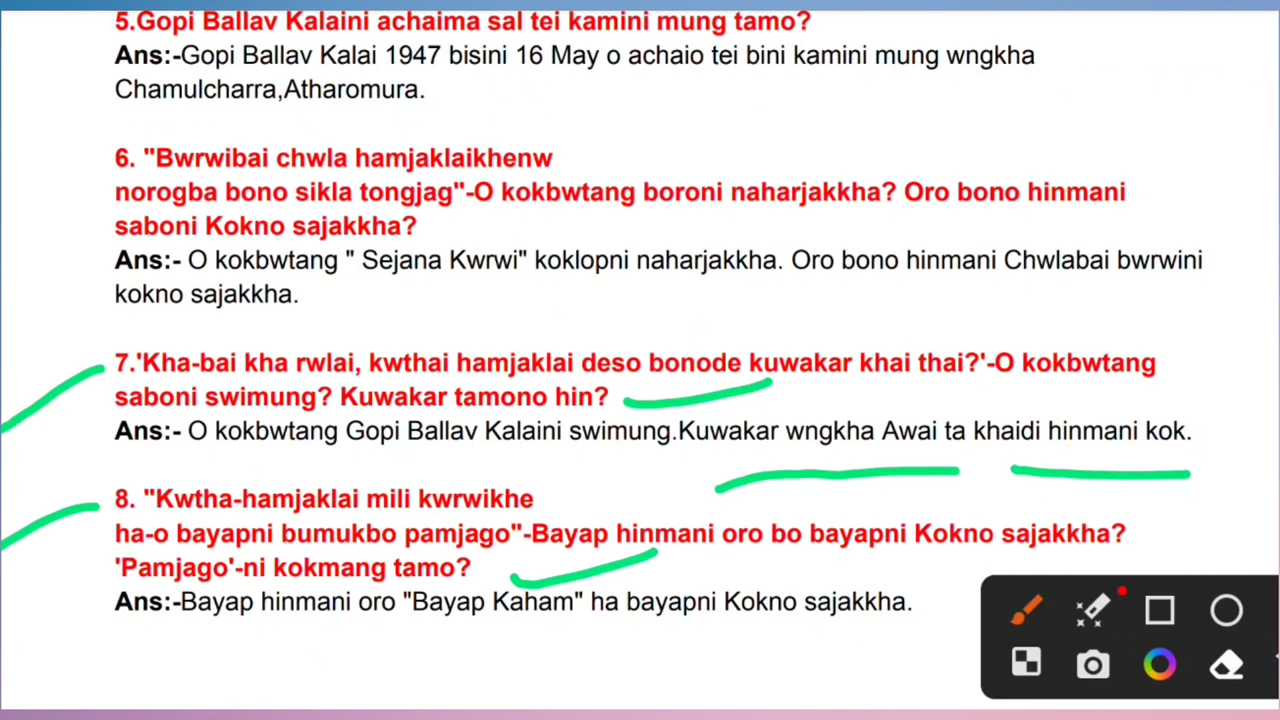 5.Gopi Ballav Kalaini achaima sal tei kamini mung tamo?
Ans:-Gopi Ballav Kalai 1947 bisini 16 May o achaio tei bini kamini mung wngkha
Chamulcharra,Atharomura.
6. "Bwrwibai chwla hamjaklaikhenw
norogba bono sikla tongjag"-O kokbwtang boroni naharjakkha? Oro bono hinmani
saboni Kokno sajakkha?
Ans:- O kokbwtang " Sejana Kwrwi" koklopni naharjakkha. Oro bono hinmani Chwlabai bwrwini
kokno sajakkha.
7.'Kha-bai kha rwlai, kwthai hamjaklai deso bonode kuwakar khai thai?'-O kokbwtang
saboni swimung? Kuwakar tamono hin?
Ans:- O kokbwtang Gopi Ballav Kalaini swimung.Kuwakar wngkha Awai ta khaidi hinmani kok.
8. "Kwtha-hamjaklai mili kwrwikhe
ha-o bayapni bumukbo pamjago"-Bayap hinmani oro bo bayapni Kokno sajakkha?
'Pamjago'-ni kokmang tamo?
Ans:-Bayap hinmani oro "Bayap Kaham" ha bayapni Kokno sajakkha.